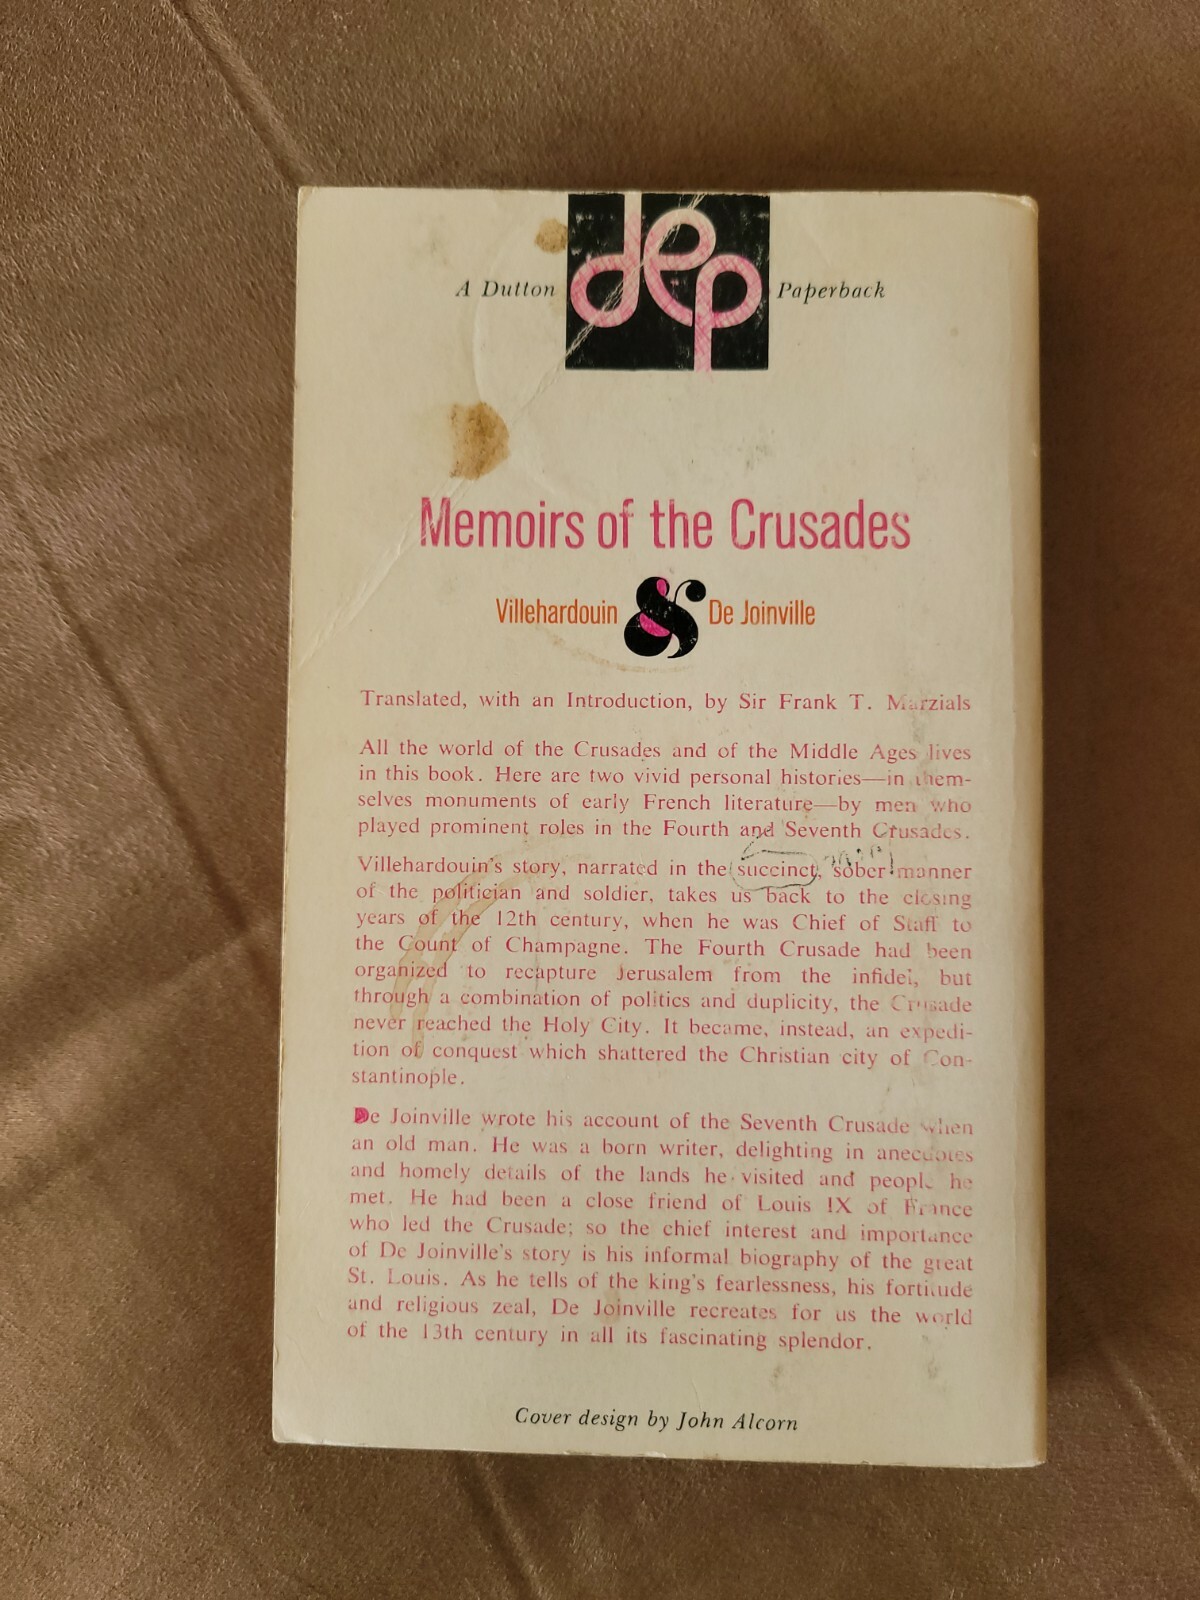 A Dutton dep Paperback
Memoirs of the Crusades
Villehardouin & De Joinville
Translated, with an Introduction, by Sir Frank T. Marzials
All the world of the Crusades and of the Middle Ages lives
in this book. Here are two vivid personal histories—in them-
selves monuments of early French literature—by men who
played prominent roles in the Fourth and Seventh Crusades.
Villehardouin's story, narrated in the succinct, sober manner
of the politician and soldier, takes us back to the closing
years of the 12th century, when he was Chief of Staff to
the Count of Champagne. The Fourth Crusade had been
organized to recapture Jerusalem from the infidel, but
through a combination of politics and duplicity, the Crusade
never reached the Holy City. It became, instead, an expedi-
tion of conquest which shattered the Christian city of Con-
stantinople.
De Joinville wrote his account of the Seventh Crusade when
an old man. He was a born writer, delighting in anecdotes
and homely details of the lands he visited and people he
met. He had been a close friend of Louis IX of France
who led the Crusade; so the chief interest and importance
of De Joinville's story is his informal biography of the great
St. Louis. As he tells of the king's fearlessness, his fortitude
and religious zeal, De Joinville recreates for us the world
of the 13th century in all its fascinating splendor.
Cover design by John Alcorn